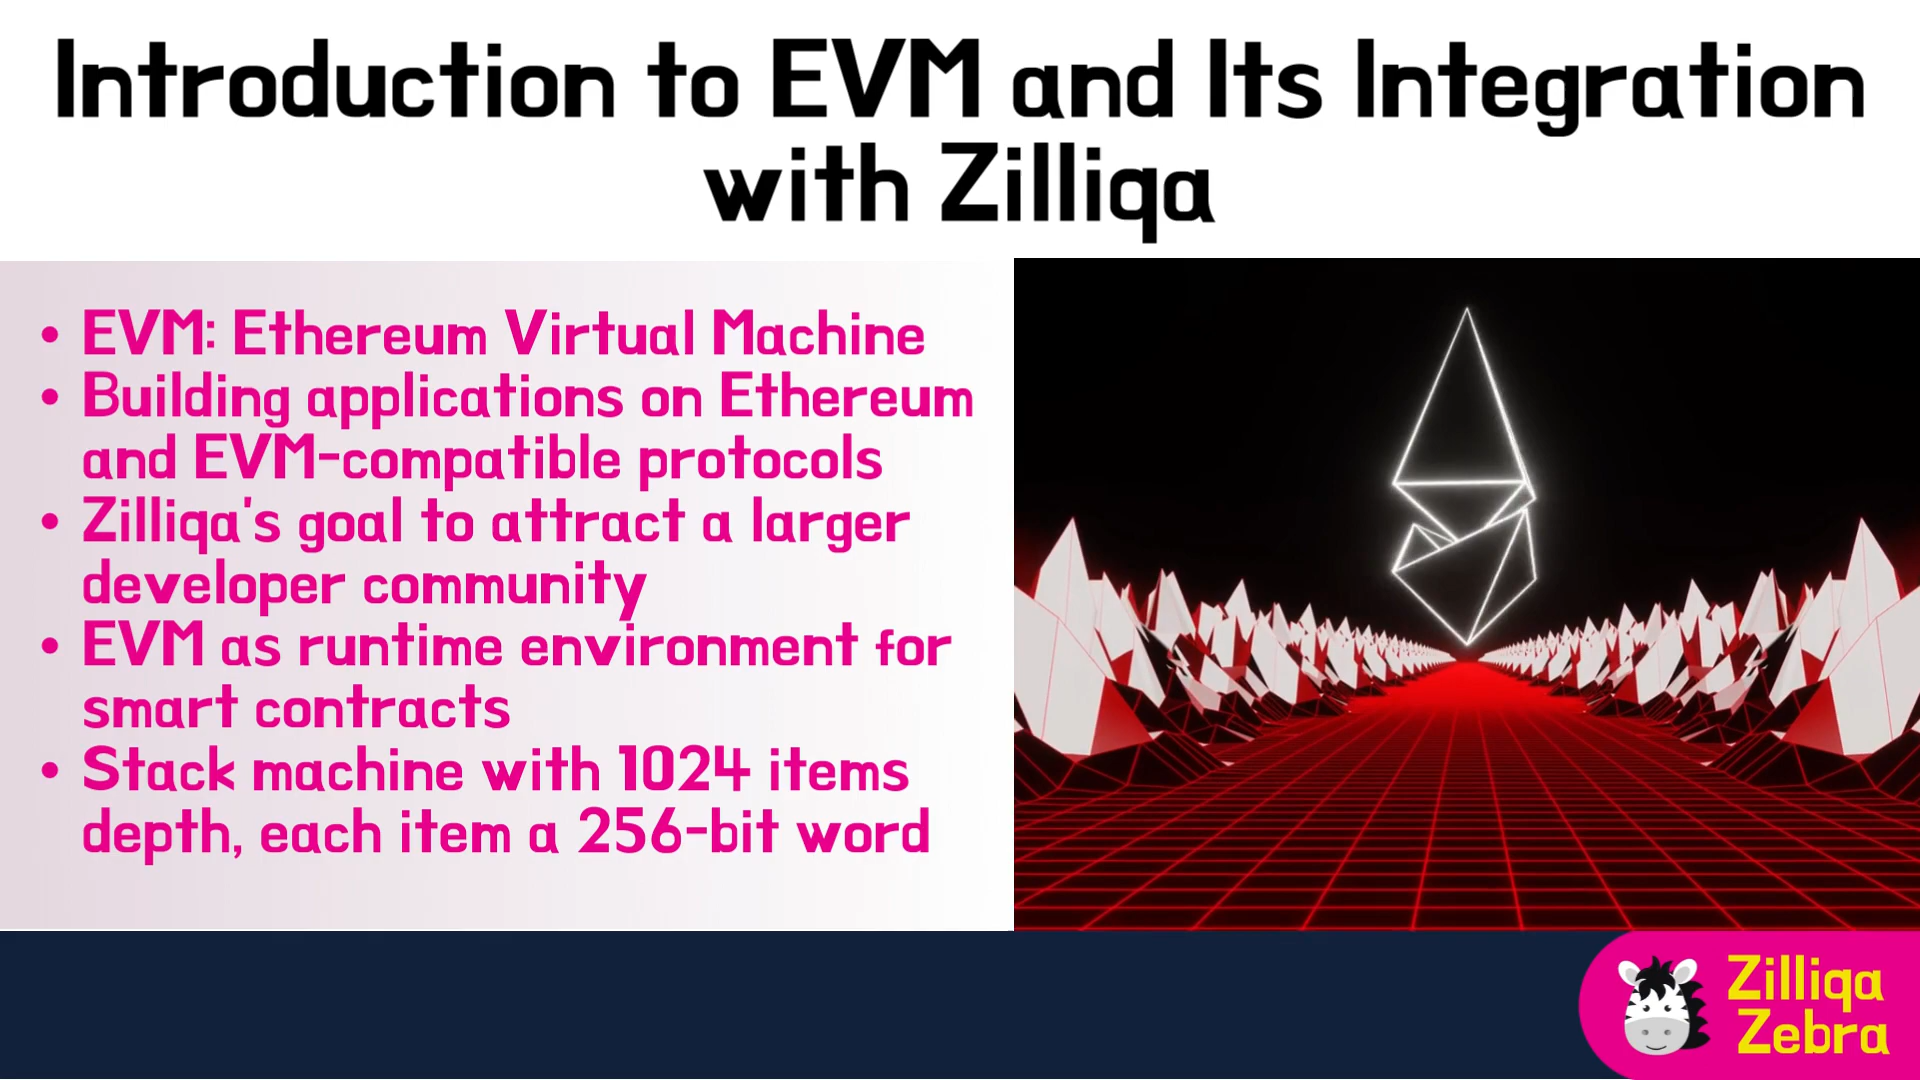 Introduction to EVM and Its Integration
with Zilliqa
• EVM: Ethereum Virtual Machine
• Building applications on Ethereum
and EVM-compatible protocols
• Zilliqa's goal to attract a larger
developer community
• EVM as runtime environment for
smart contracts
• Stack machine with 1024 items
depth, each item a 256-bit word
Zilliqa
Zebra